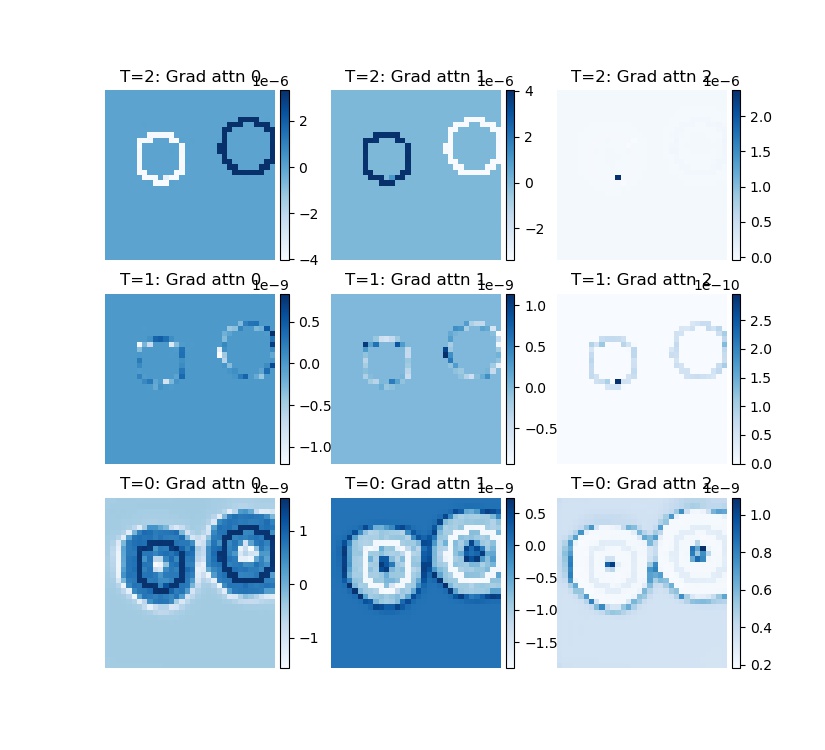 T=2: Grad attn 0
1e−6
2
0
−2
−4
T=2: Grad attn 1
1e−6
4
2
0
−2
T=2: Grad attn 2
1e−6
2.0
1.5
1.0
0.5
0.0
T=1: Grad attn 0
1e−9
0.5
0.0
−0.5
−1.0
T=1: Grad attn 1
1e−9
1.0
0.5
0.0
−0.5
T=1: Grad attn 2
1e−10
2.5
2.0
1.5
1.0
0.5
0.0
T=0: Grad attn 0
1e−9
1
0
−1
T=0: Grad attn 1
1e−9
0.5
0.0
−0.5
−1.0
−1.5
T=0: Grad attn 2
1e−9
1.0
0.8
0.6
0.4
0.2